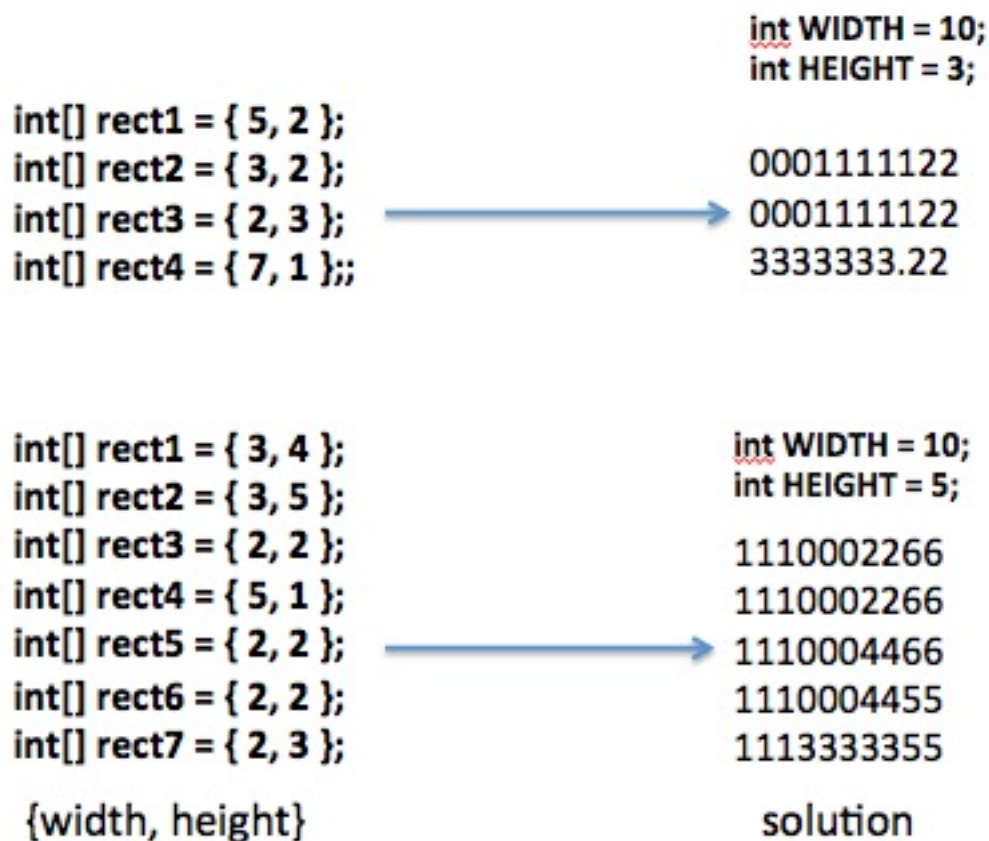 int WIDTH = 10;
int HEIGHT = 3;
int[] rect1 = { 5, 2 };
int[] rect2 = { 3, 2 };
int[] rect3 = { 2, 3 };
int[] rect4 = { 7, 1 };;
0001111122
0001111122
3333333.22
int[] rect1 = { 3, 4 };
int[] rect2 = { 3, 5 };
int[] rect3 = { 2, 2 };
int[] rect4 = { 5, 1 };
int[] rect5 = { 2, 2 };
int[] rect6 = { 2, 2 };
int[] rect7 = { 2, 3 };
{width, height}
int WIDTH = 10;
int HEIGHT = 5;
1110002266
1110002266
1110004466
1110004455
1113333355
solution